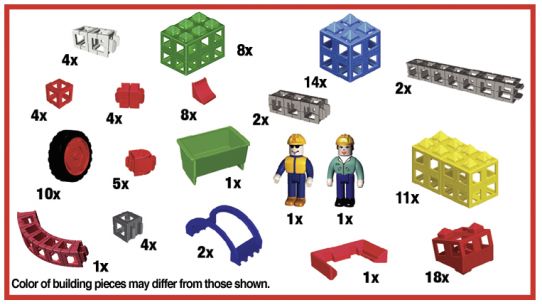 4x
8x
14x
2x
4x
4x
8x
2x
10x
5x
1x
1x
1x
11x
1x
4x
2x
1x
18x
Color of building pieces may differ from those shown.